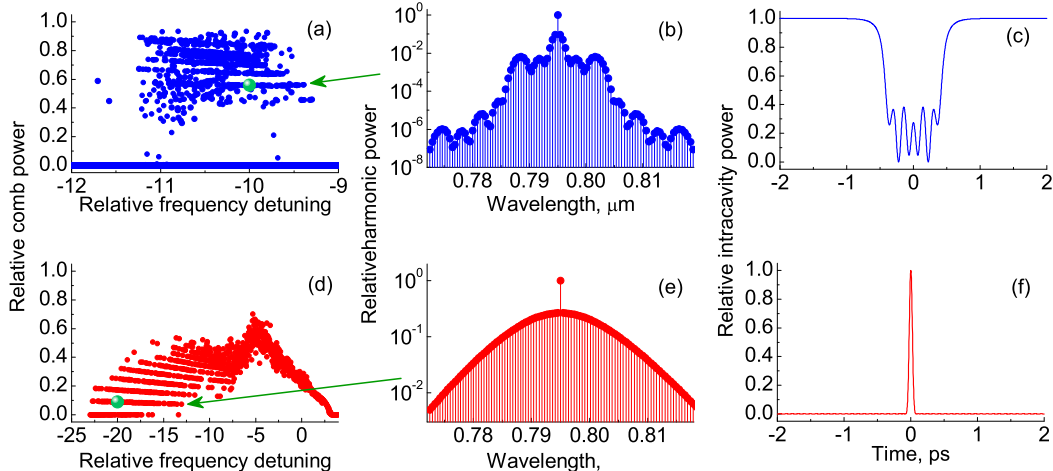 Relative comb power
1.0
0.8
0.6
0.4
0.2
0.0
(a)
-12 -11 -10 -9
Relative frequency detuning
Relativeharmonic power
10^0
10^-2
10^-4
10^-6
10^-8
(b)
0.78 0.79 0.80 0.81
Wavelength, μm
Relative intracavity power
1.0
0.8
0.6
0.4
0.2
0.0
(c)
-2 -1 0 1 2
1.0
0.8
0.6
0.4
0.2
0.0
(d)
-25 -20 -15 -10 -5 0
Relative frequency detuning
10^0
10^-1
10^-2
(e)
0.78 0.79 0.80 0.81
Wavelength,
1.0
0.8
0.6
0.4
0.2
0.0
(f)
-2 -1 0 1 2
Time, ps